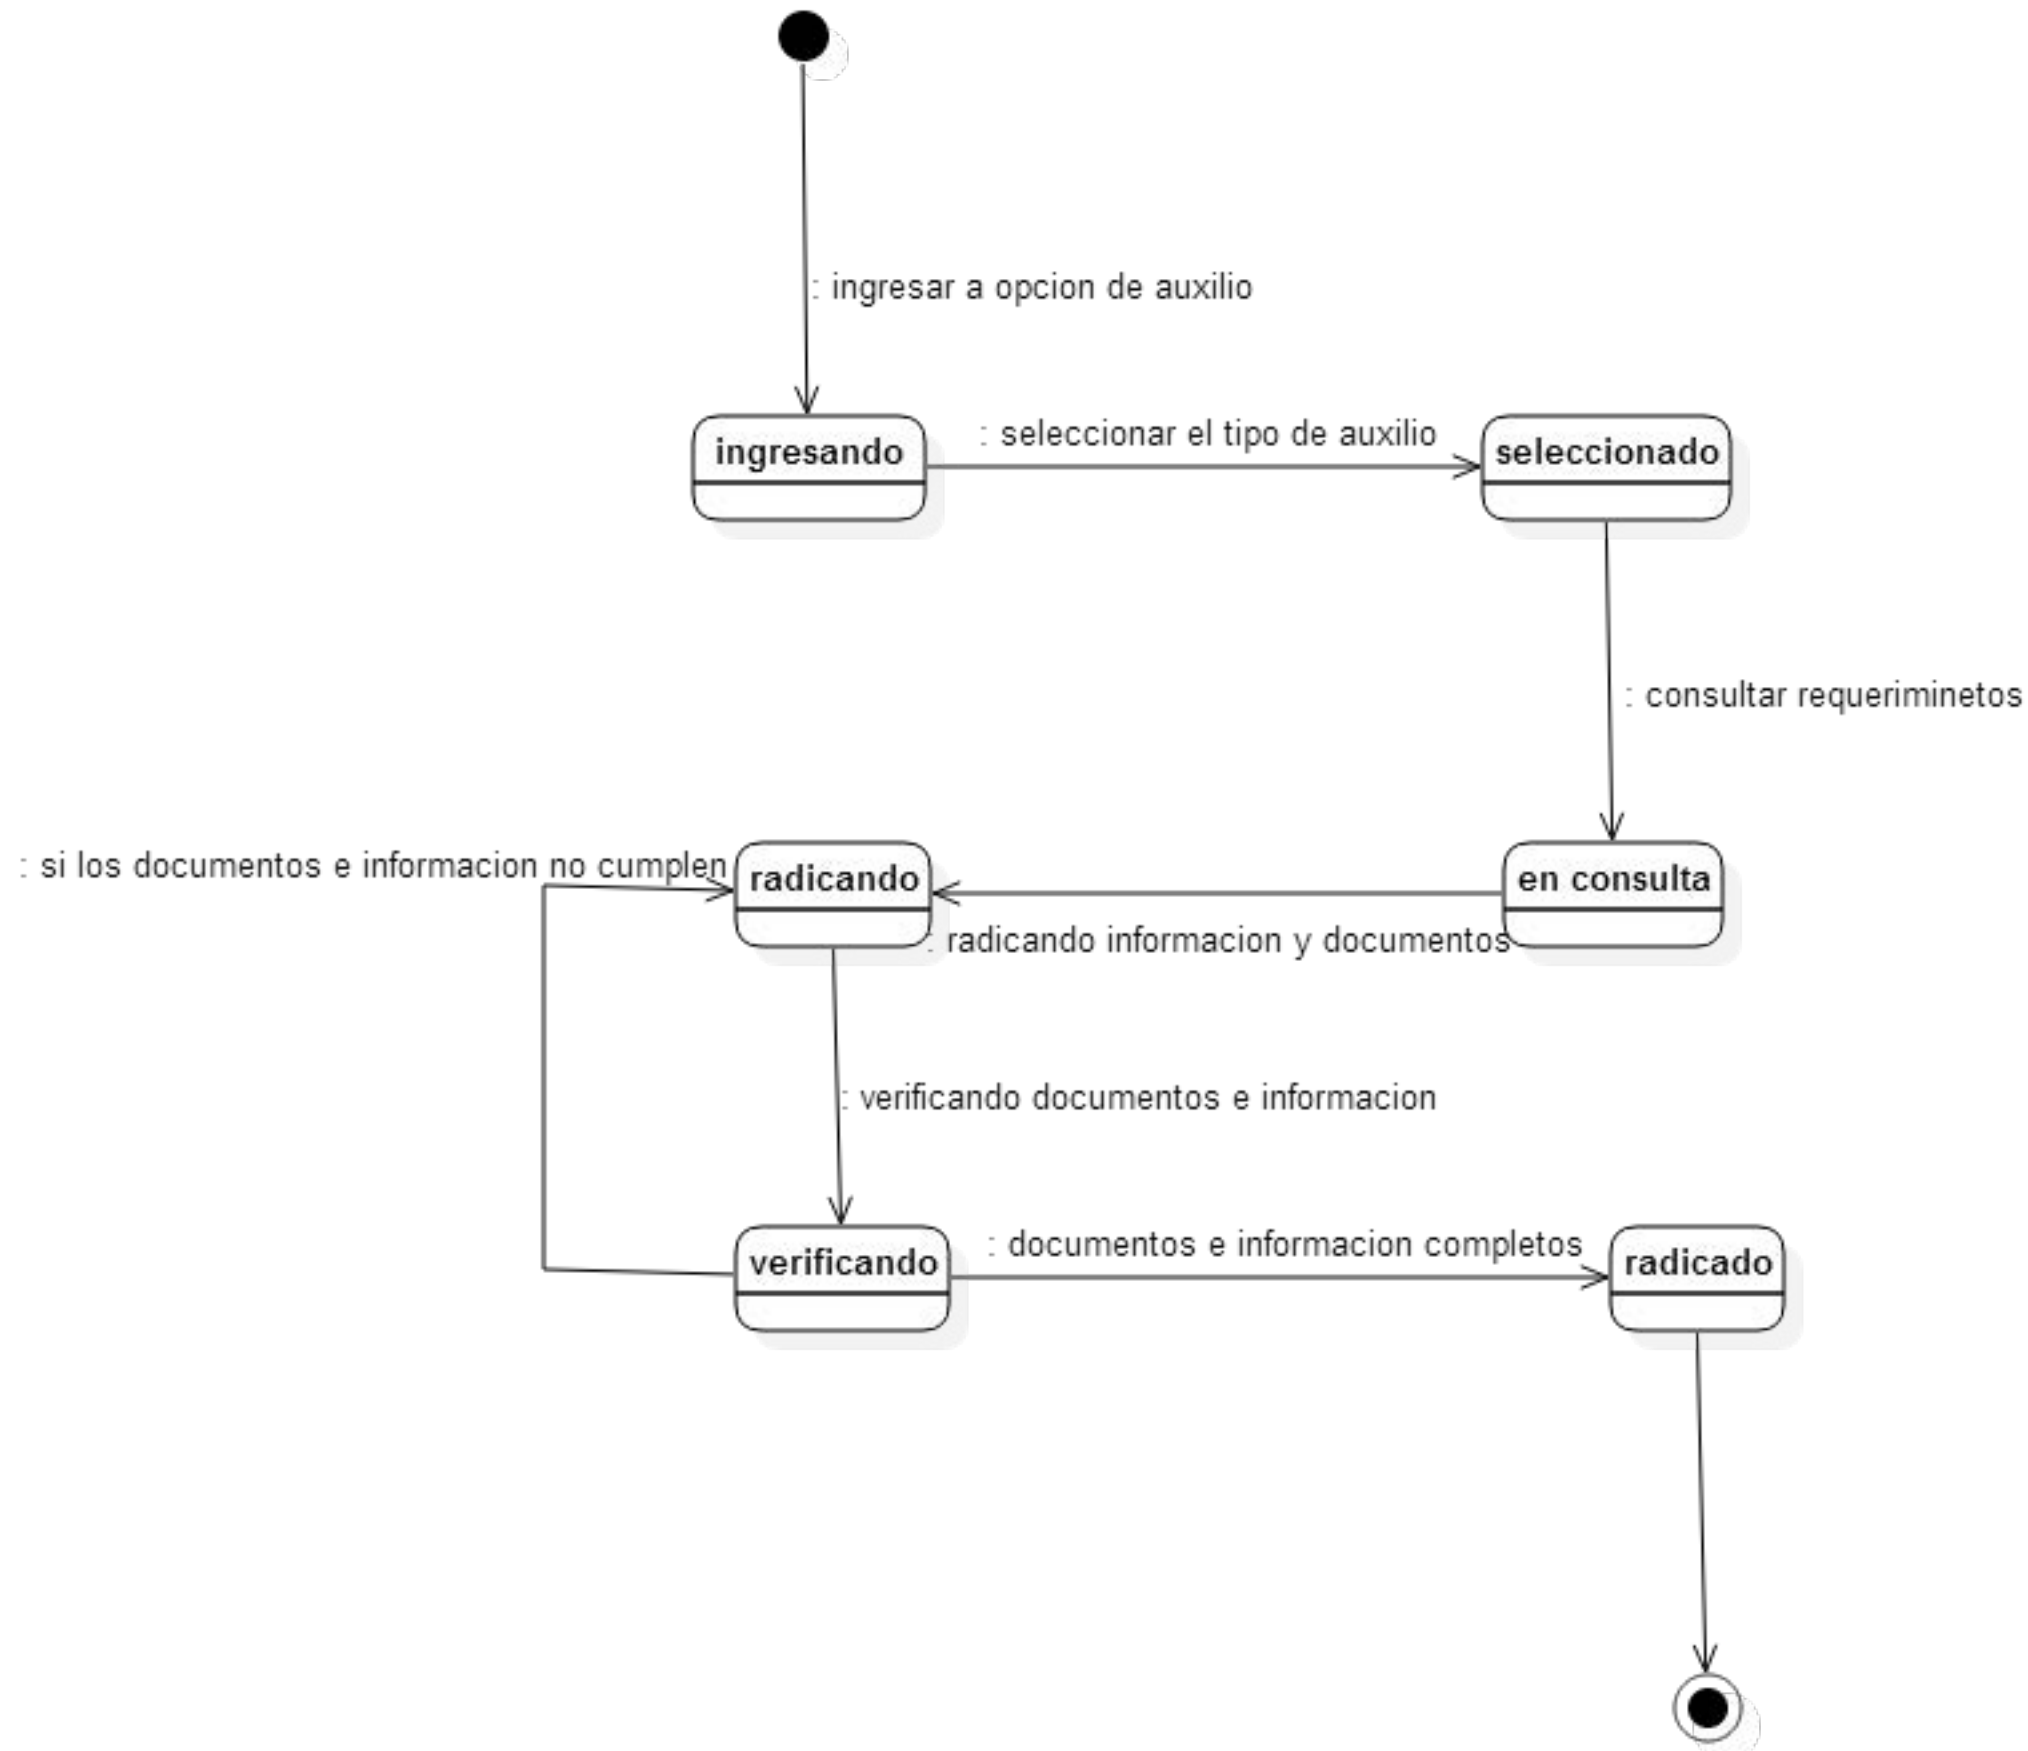 : ingresar a opcion de auxilio
ingresando
: seleccionar el tipo de auxilio
seleccionado
: consultar requeriminetos
: si los documentos e informacion no cumplen
radicando
en consulta
: radicando informacion y documentos
: verificando documentos e informacion
verificando
: documentos e informacion completos
radicado